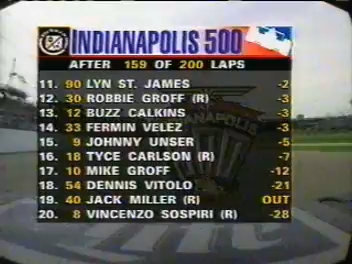 INDIANAPOLIS 500
AFTER 159 OF 200 LAPS
11. 90 LYN ST. JAMES -2
12. 30 ROBBIE GROFF (R) -3
13. 12 BUZZ CALKINS -3
14. 33 FERMIN VELEZ -3
15. 9 JOHNNY UNSER -5
16. 18 TYCE CARLSON (R) -7
17. 10 MIKE GROFF -12
18. 54 DENNIS VITOLO -21
19. 40 JACK MILLER (R) OUT
20. 8 VINCENZO SOSPIRI (R) -28